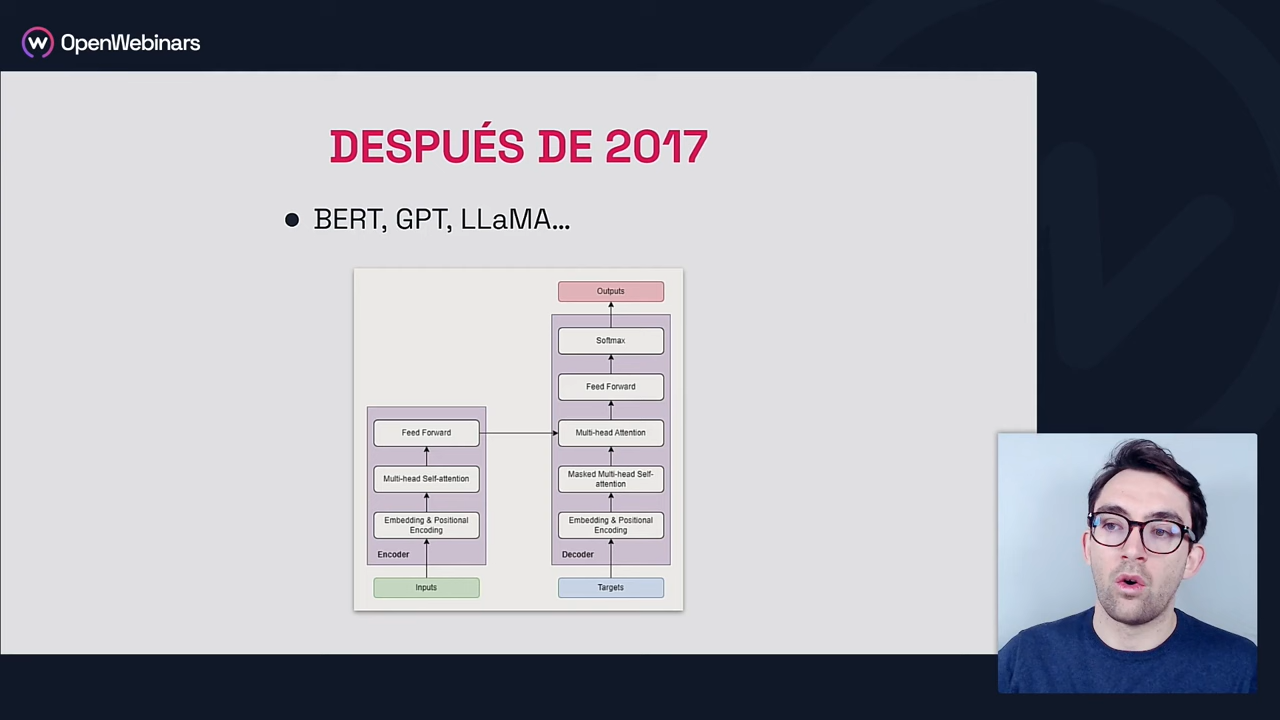 OpenWebinars
DESPUÉS DE 2017
BERT, GPT, LLaMA...
Outputs
Softmax
Feed Forward
Multi-head Attention
Masked Multi-head Self-
attention
Embedding & Positional
Encoding
Decoder
Targets
Feed Forward
Multi-head Self-attention
Embedding & Positional
Encoding
Encoder
Inputs